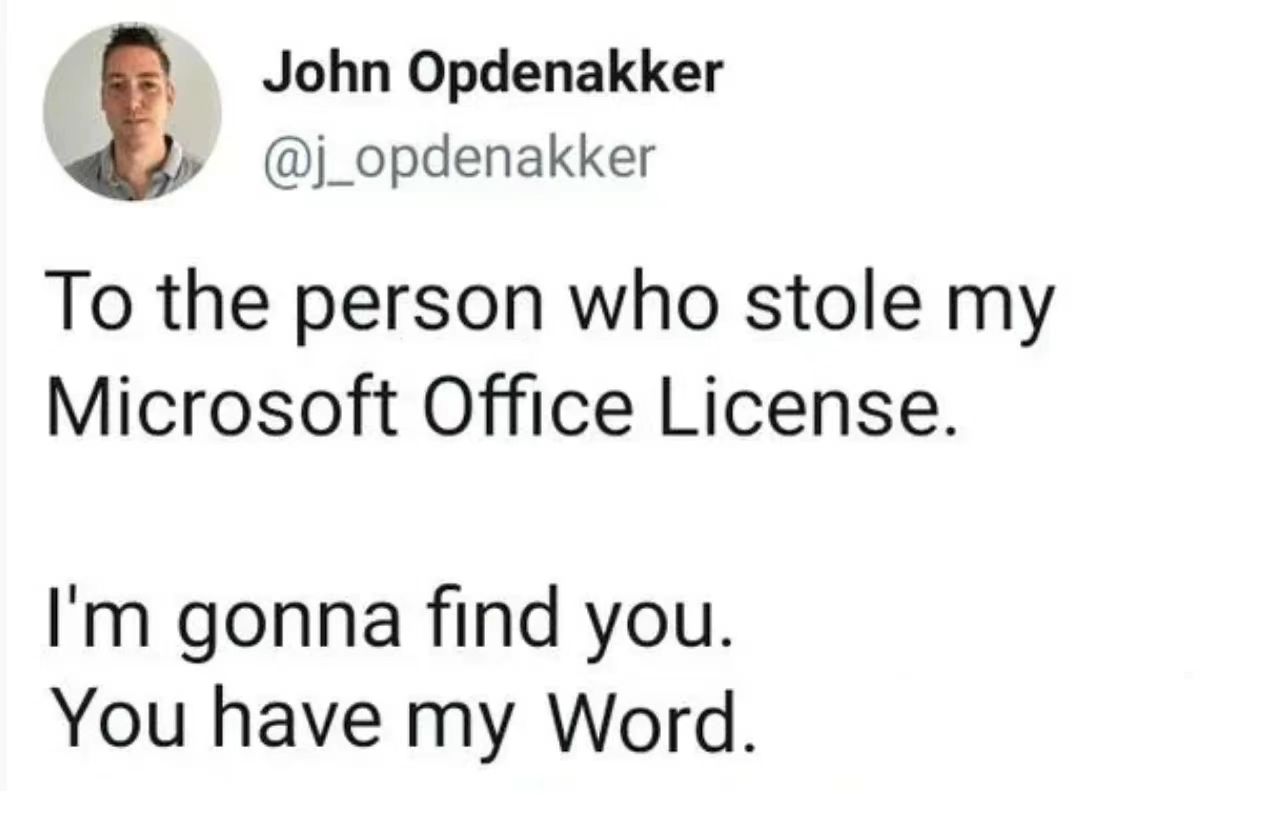 John Opdenakker
@j_opdenakker
To the person who stole my
Microsoft Office License.
I'm gonna find you.
You have my Word.